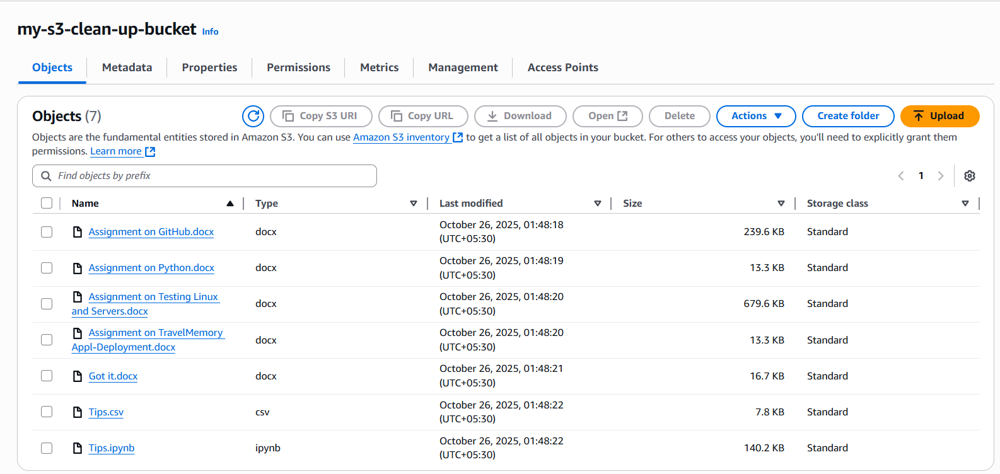 my-s3-clean-up-bucket Info
Objects Metadata Properties Permissions Metrics Management Access Points
Objects (7) Copy S3 URI Copy URL Download Open Delete Actions Create folder Upload
Objects are the fundamental entities stored in Amazon S3. You can use Amazon S3 inventory to get a list of all objects in your bucket. For others to access your objects, you'll need to explicitly grant them
permissions. Learn more
Find objects by prefix 1
Name Type Last modified Size Storage class
Assignment on GitHub.docx docx October 26, 2025, 01:48:18 239.6 KB Standard
(UTC+05:30)
Assignment on Python.docx docx October 26, 2025, 01:48:19 13.3 KB Standard
(UTC+05:30)
Assignment on Testing Linux docx October 26, 2025, 01:48:20 679.6 KB Standard
and Servers.docx (UTC+05:30)
Assignment on TravelMemory docx October 26, 2025, 01:48:20 13.3 KB Standard
Appl-Deployment.docx (UTC+05:30)
Got it.docx docx October 26, 2025, 01:48:21 16.7 KB Standard
(UTC+05:30)
Tips.csv csv October 26, 2025, 01:48:22 7.8 KB Standard
(UTC+05:30)
Tips.ipynb ipynb October 26, 2025, 01:48:22 140.2 KB Standard
(UTC+05:30)